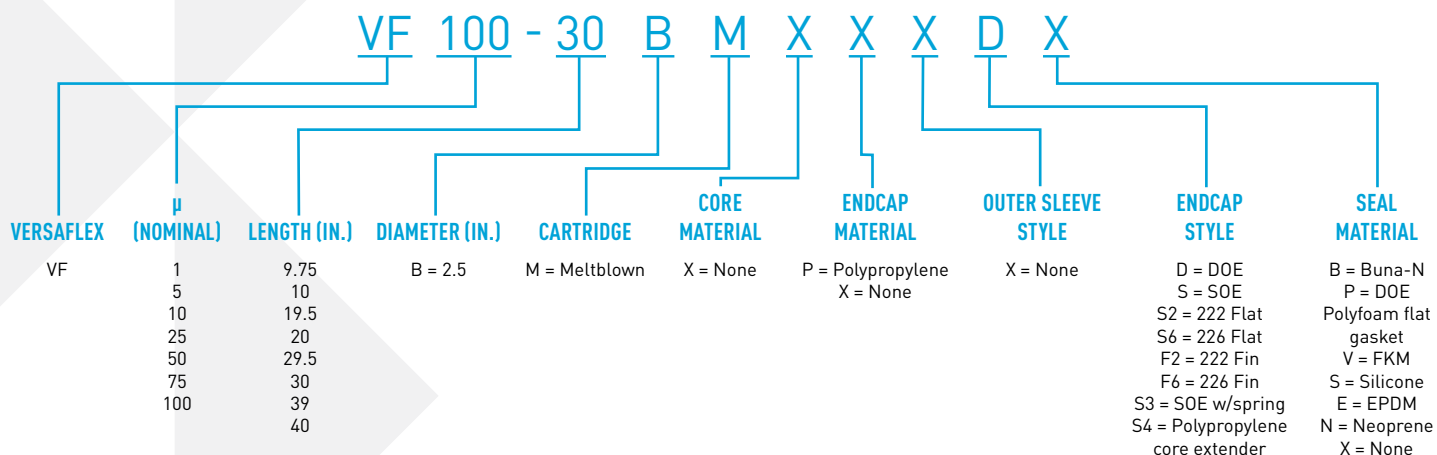 VF 100 - 30 B M X X X D X
VERSAFLEX
VF
µ
(NOMINAL)
1
5
10
25
50
75
100
LENGTH (IN.)
9.75
10
19.5
20
29.5
30
39
40
DIAMETER (IN.)
B = 2.5
CARTRIDGE
M = Meltblown
CORE
MATERIAL
X = None
ENDCAP
MATERIAL
P = Polypropylene
X = None
OUTER SLEEVE
STYLE
X = None
ENDCAP
STYLE
D = DOE
S = SOE
S2 = 222 Flat
S6 = 226 Flat
F2 = 222 Fin
F6 = 226 Fin
S3 = SOE w/spring
S4 = Polypropylene
core extender
SEAL
MATERIAL
B = Buna-N
P = DOE
Polyfoam flat
gasket
V = FKM
S = Silicone
E = EPDM
N = Neoprene
X = None